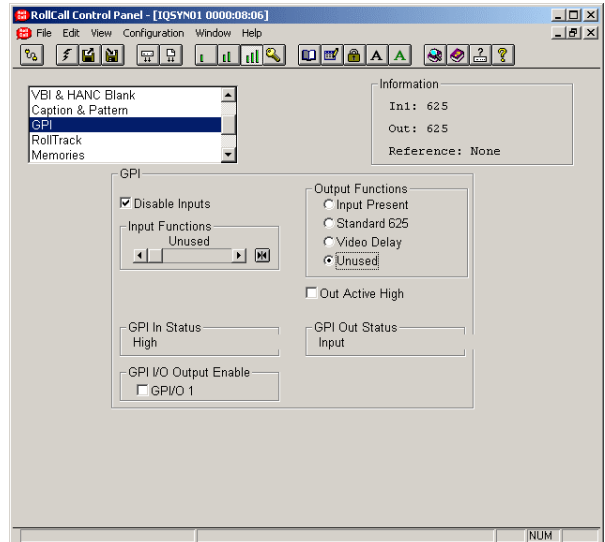 RollCall Control Panel - [IQSYN01 0000:08:06]
File Edit View Configuration Window Help
A A
VBI & HANC Blank
Caption & Pattern
GPI
RollTrack
Memories
Information
In1: 625
Out: 625
Reference: None
GPI
Disable Inputs
Input Functions
Unused
Output Functions
Input Present
Standard 625
Video Delay
Unused
Out Active High
GPI In Status
High
GPI Out Status
Input
GPI I/O Output Enable
GPI/O 1
NUM